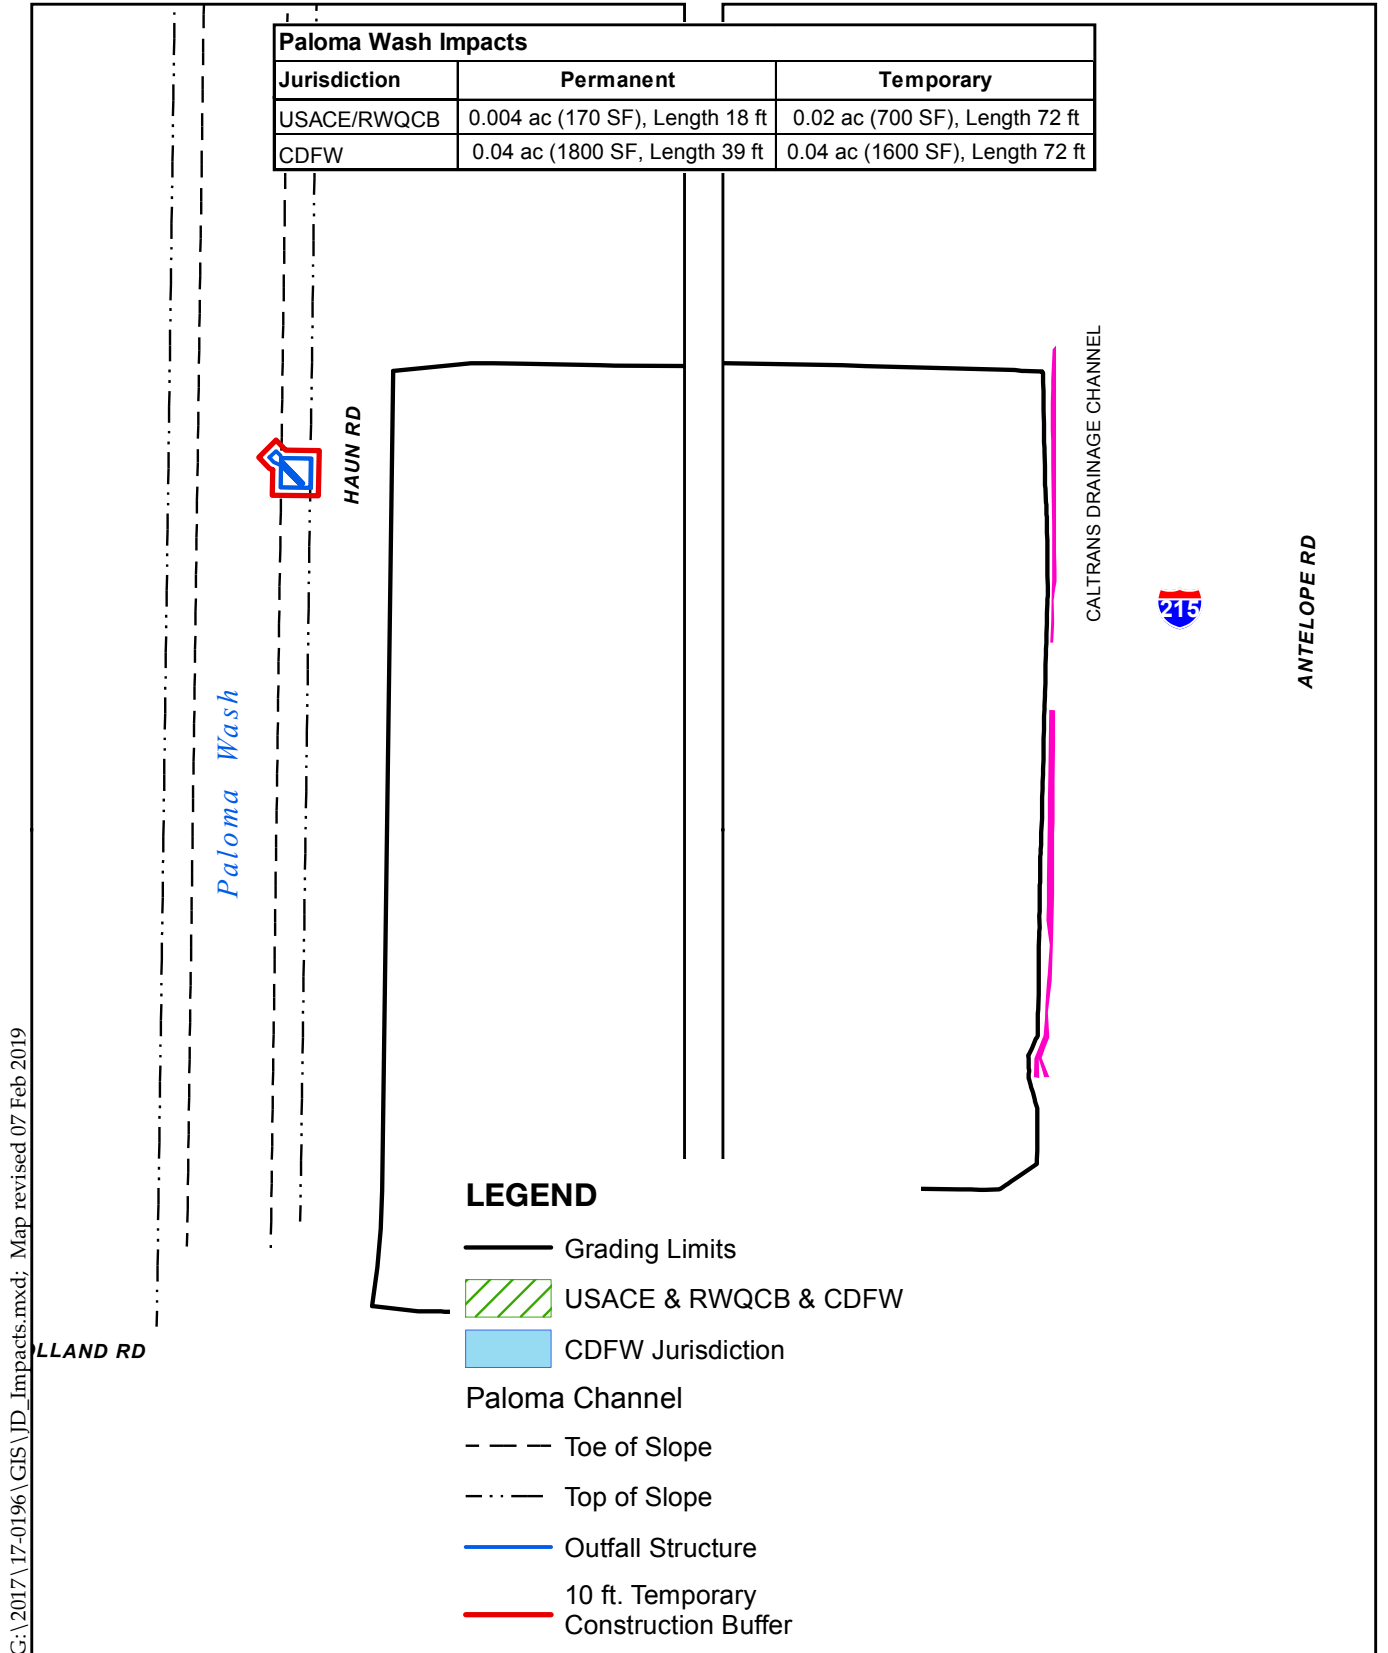 Paloma Wash Impacts
Jurisdiction Permanent Temporary
USACE/RWQCB 0.004 ac (170 SF), Length 18 ft 0.02 ac (700 SF), Length 72 ft
CDFW 0.04 ac (1800 SF, Length 39 ft 0.04 ac (1600 SF), Length 72 ft
HAUN RD
CALTRANS DRAINAGE CHANNEL
215
ANTELOPE RD
Paloma Wash
LLAND RD
G:\2017\17-0196\GIS\JD_Impacts.mxd; Map revised 07 Feb 2019
LEGEND
Grading Limits
USACE & RWQCB & CDFW
CDFW Jurisdiction
Paloma Channel
Toe of Slope
Top of Slope
Outfall Structure
10 ft. Temporary
Construction Buffer